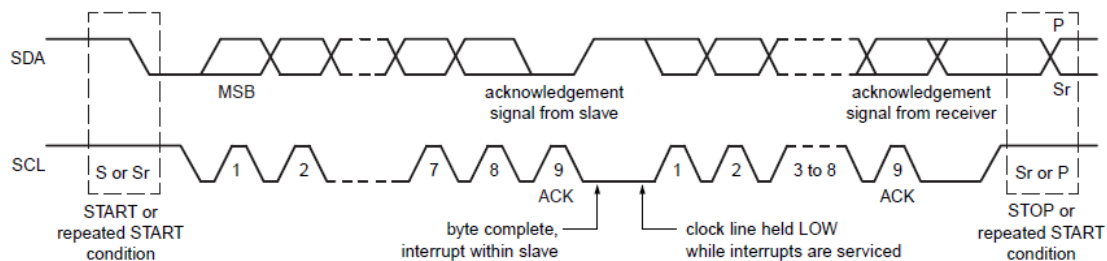 P
SDA
MSB
acknowledgement
signal from slave
acknowledgement
signal from receiver
Sr
SCL
S or Sr
1
2
7
8
9
1
2
3 to 8
9
Sr or P
ACK
ACK
START or
repeated START
condition
byte complete,
interrupt within slave
clock line held LOW
while interrupts are serviced
STOP or
repeated START
condition